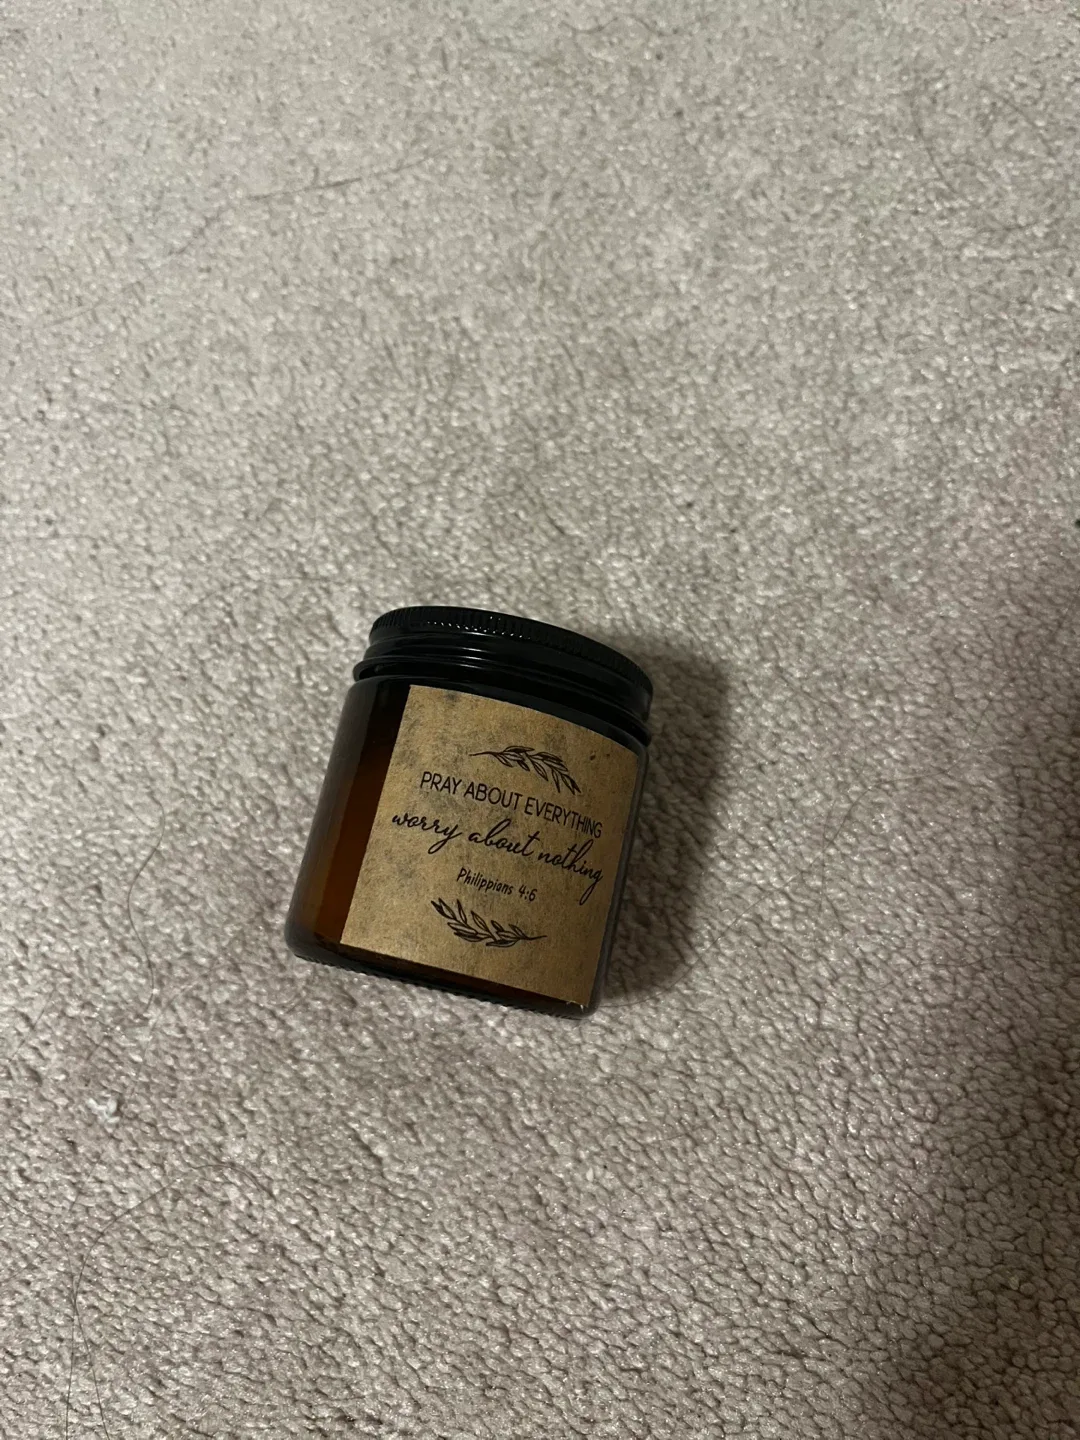 PRAY ABOUT EVERYTHING
worry about nothing
Philippians 4:6